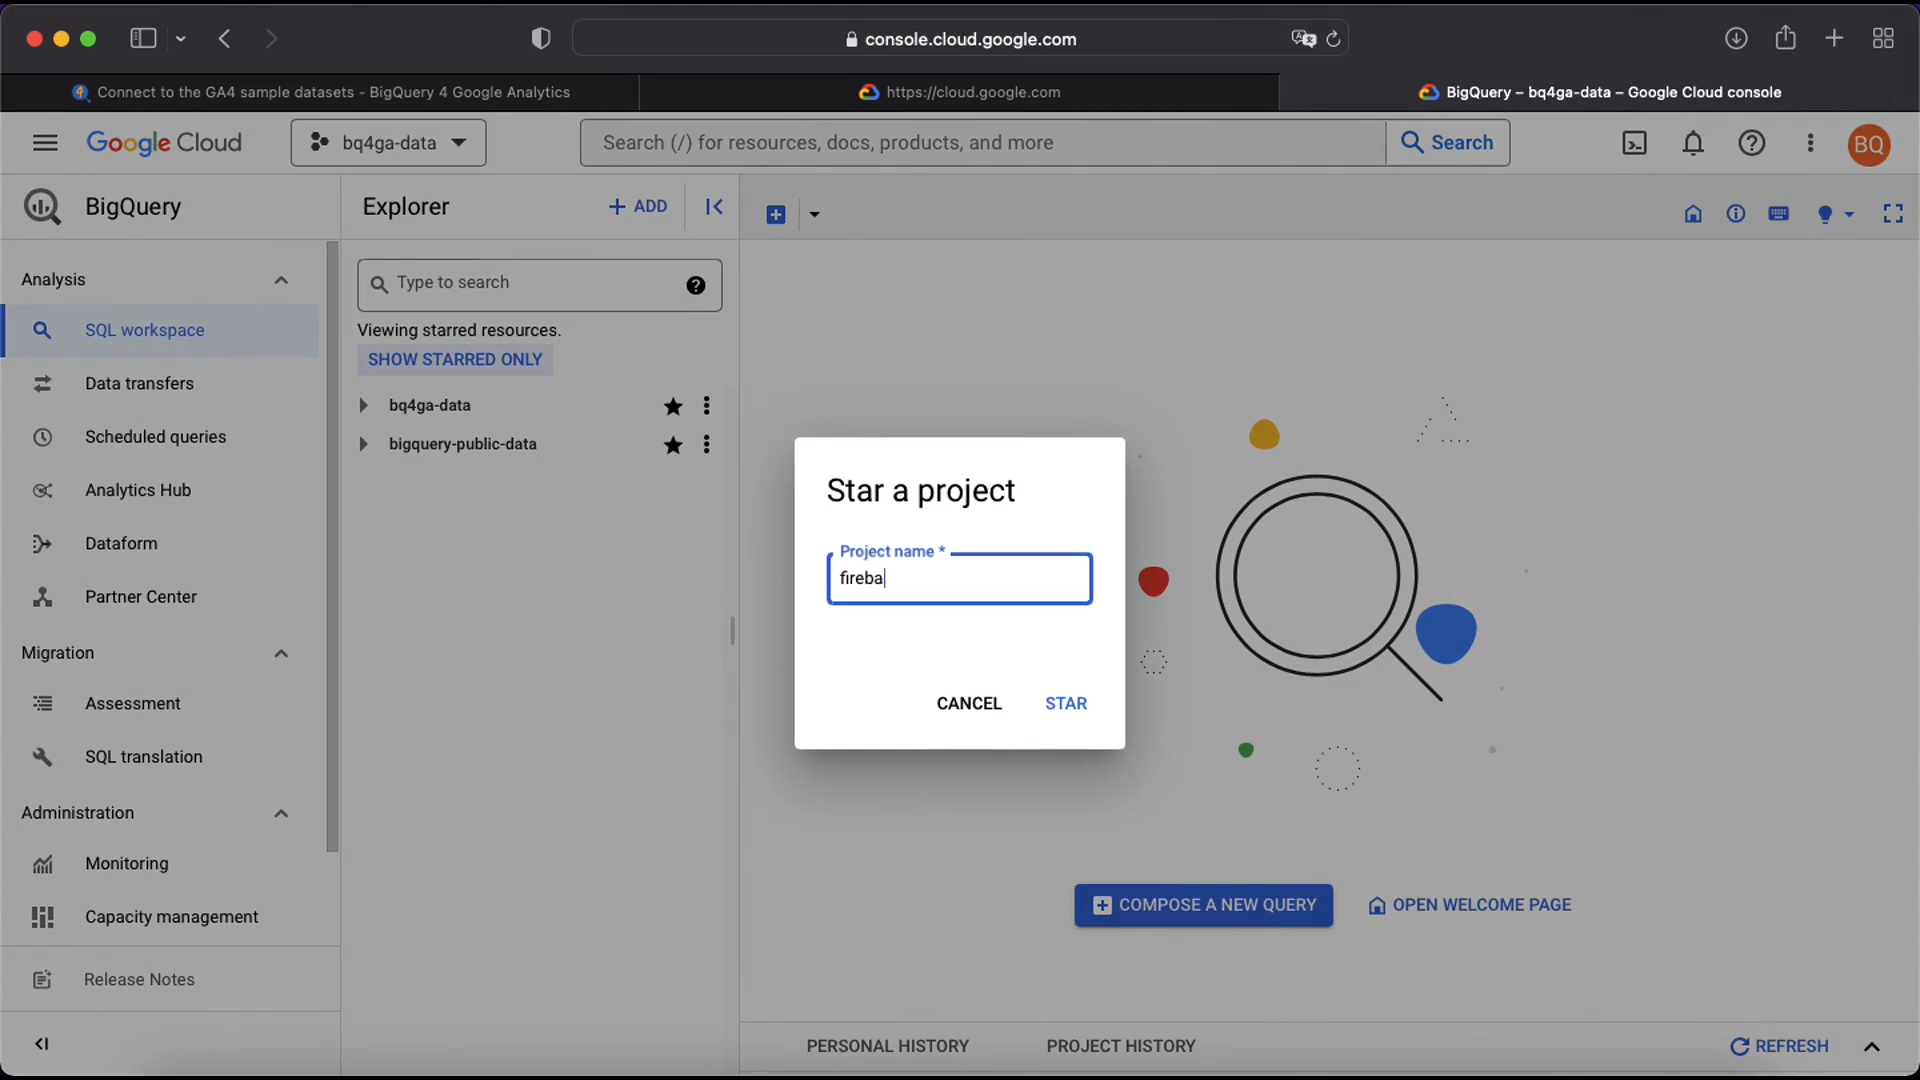 console.cloud.google.com
Connect to the GA4 sample datasets - BigQuery 4 Google Analytics
https://cloud.google.com
BigQuery – bq4ga-data – Google Cloud console
Google Cloud
bq4ga-data
Search (/) for resources, docs, products, and more
Search
BQ
BigQuery
Explorer
ADD
Analysis
SQL workspace
Data transfers
Scheduled queries
Analytics Hub
Dataform
Partner Center
Migration
Assessment
SQL translation
Administration
Monitoring
Capacity management
Release Notes
Type to search
Viewing starred resources.
SHOW STARRED ONLY
bq4ga-data
bigquery-public-data
Star a project
Project name *
fireba
CANCEL
STAR
COMPOSE A NEW QUERY
OPEN WELCOME PAGE
PERSONAL HISTORY
PROJECT HISTORY
REFRESH